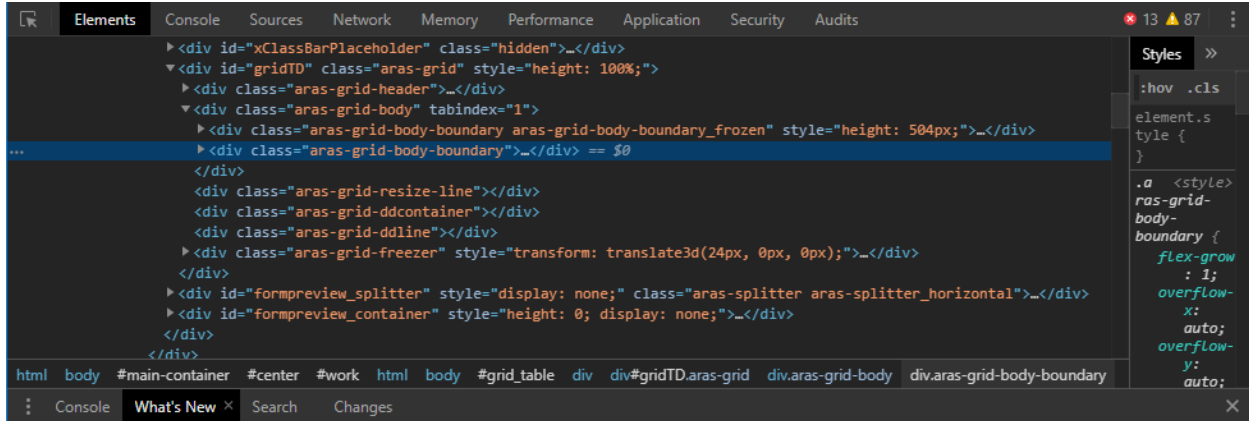 Elements Console Sources Network Memory Performance Application Security Audits 13 87
<div id="xClassBarPlaceholder" class="hidden">…</div>
<div id="gridTD" class="aras-grid" style="height: 100%;">
<div class="aras-grid-header">…</div>
<div class="aras-grid-body" tabindex="1">
<div class="aras-grid-body-boundary aras-grid-body-boundary_frozen" style="height: 504px;">…</div>
... <div class="aras-grid-body-boundary">…</div> == $0
</div>
<div class="aras-grid-resize-line"></div>
<div class="aras-grid-ddcontainer"></div>
<div class="aras-grid-ddline"></div>
<div class="aras-grid-freezer" style="transform: translate3d(24px, 0px, 0px);">…</div>
</div>
<div id="formpreview_splitter" style="display: none;" class="aras-splitter aras-splitter_horizontal">…</div>
<div id="formpreview_container" style="height: 0; display: none;">…</div>
</div>
</div>
html body #main-container #center #work html body #grid_table div div#gridTD.aras-grid div.aras-grid-body div.aras-grid-body-boundary
Styles »
:hov .cls
element.s
tyle {
}
.a <style>
ras-grid-
body-
boundary {
flex-grow
: 1;
overflow-
x:
auto;
overflow-
y:
auto;
Console What's New × Search Changes ×